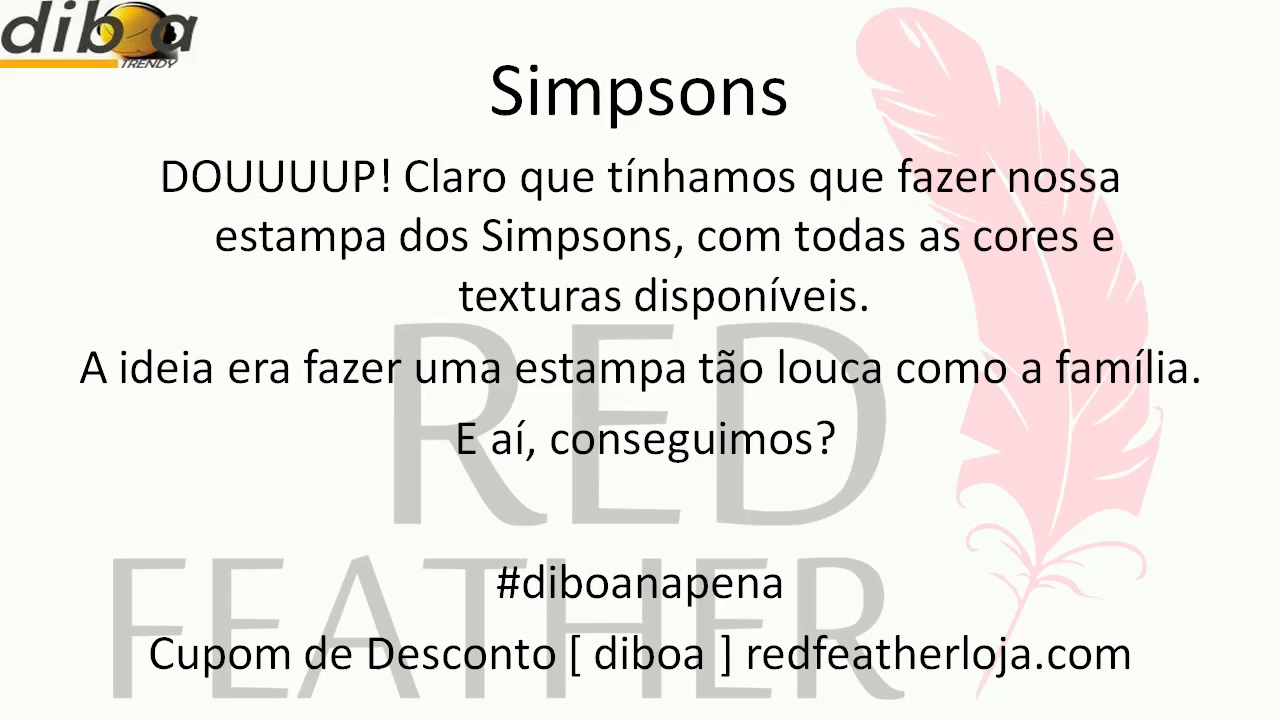 diboa
TRENDY
Simpsons
DOUUUUP! Claro que tínhamos que fazer nossa
estampa dos Simpsons, com todas as cores e
texturas disponíveis.
A ideia era fazer uma estampa tão louca como a família.
E aí, conseguimos?
RED
FEATHER
#diboanapena
Cupom de Desconto [ diboa ] redfeatherloja.com